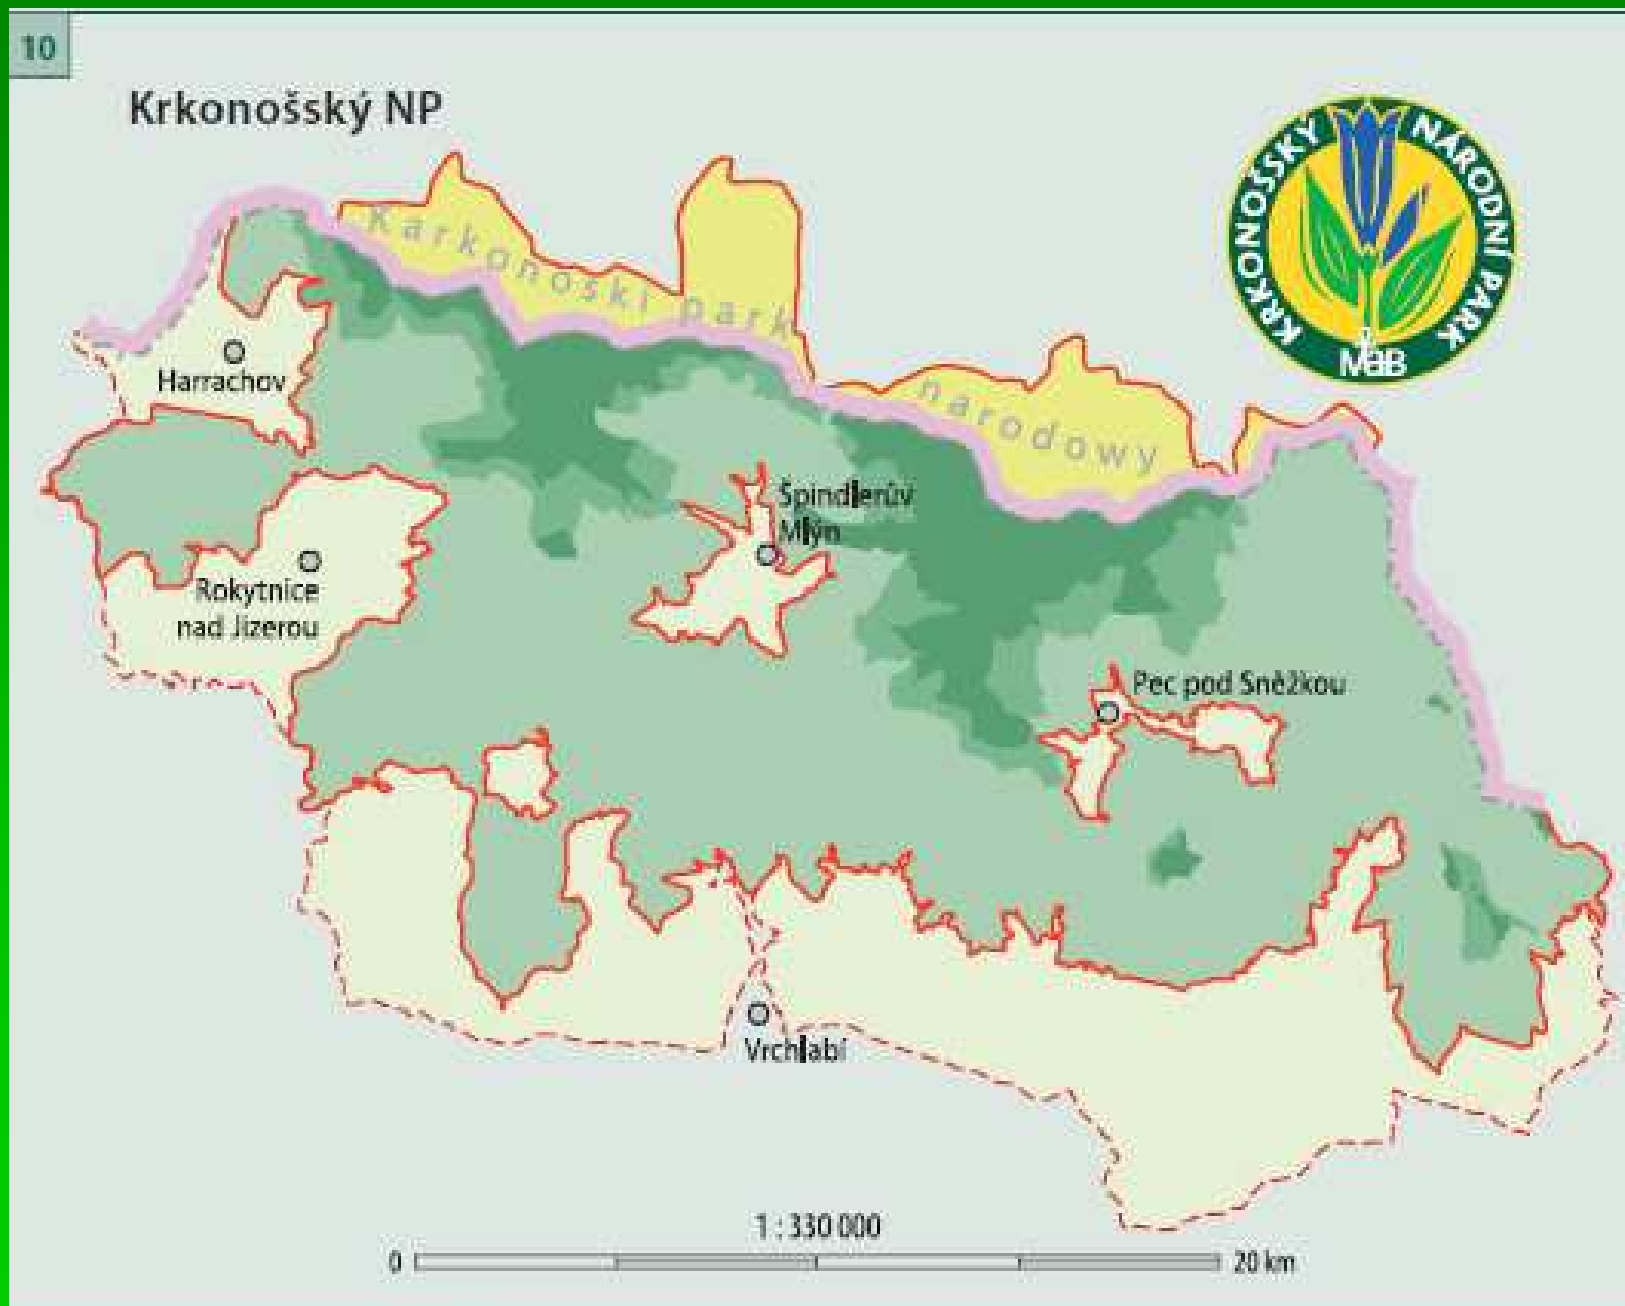 10
Krkonošský NP
KRKONOŠSKÝ NÁRODNÍ PARK
MaB
Karkonoski park
narodowy
Harrachov
Špindlerův
Mlýn
Rokytnice
nad Jizerou
Pec pod Sněžkou
Vrchlabí
1 : 330 000
0 20 km